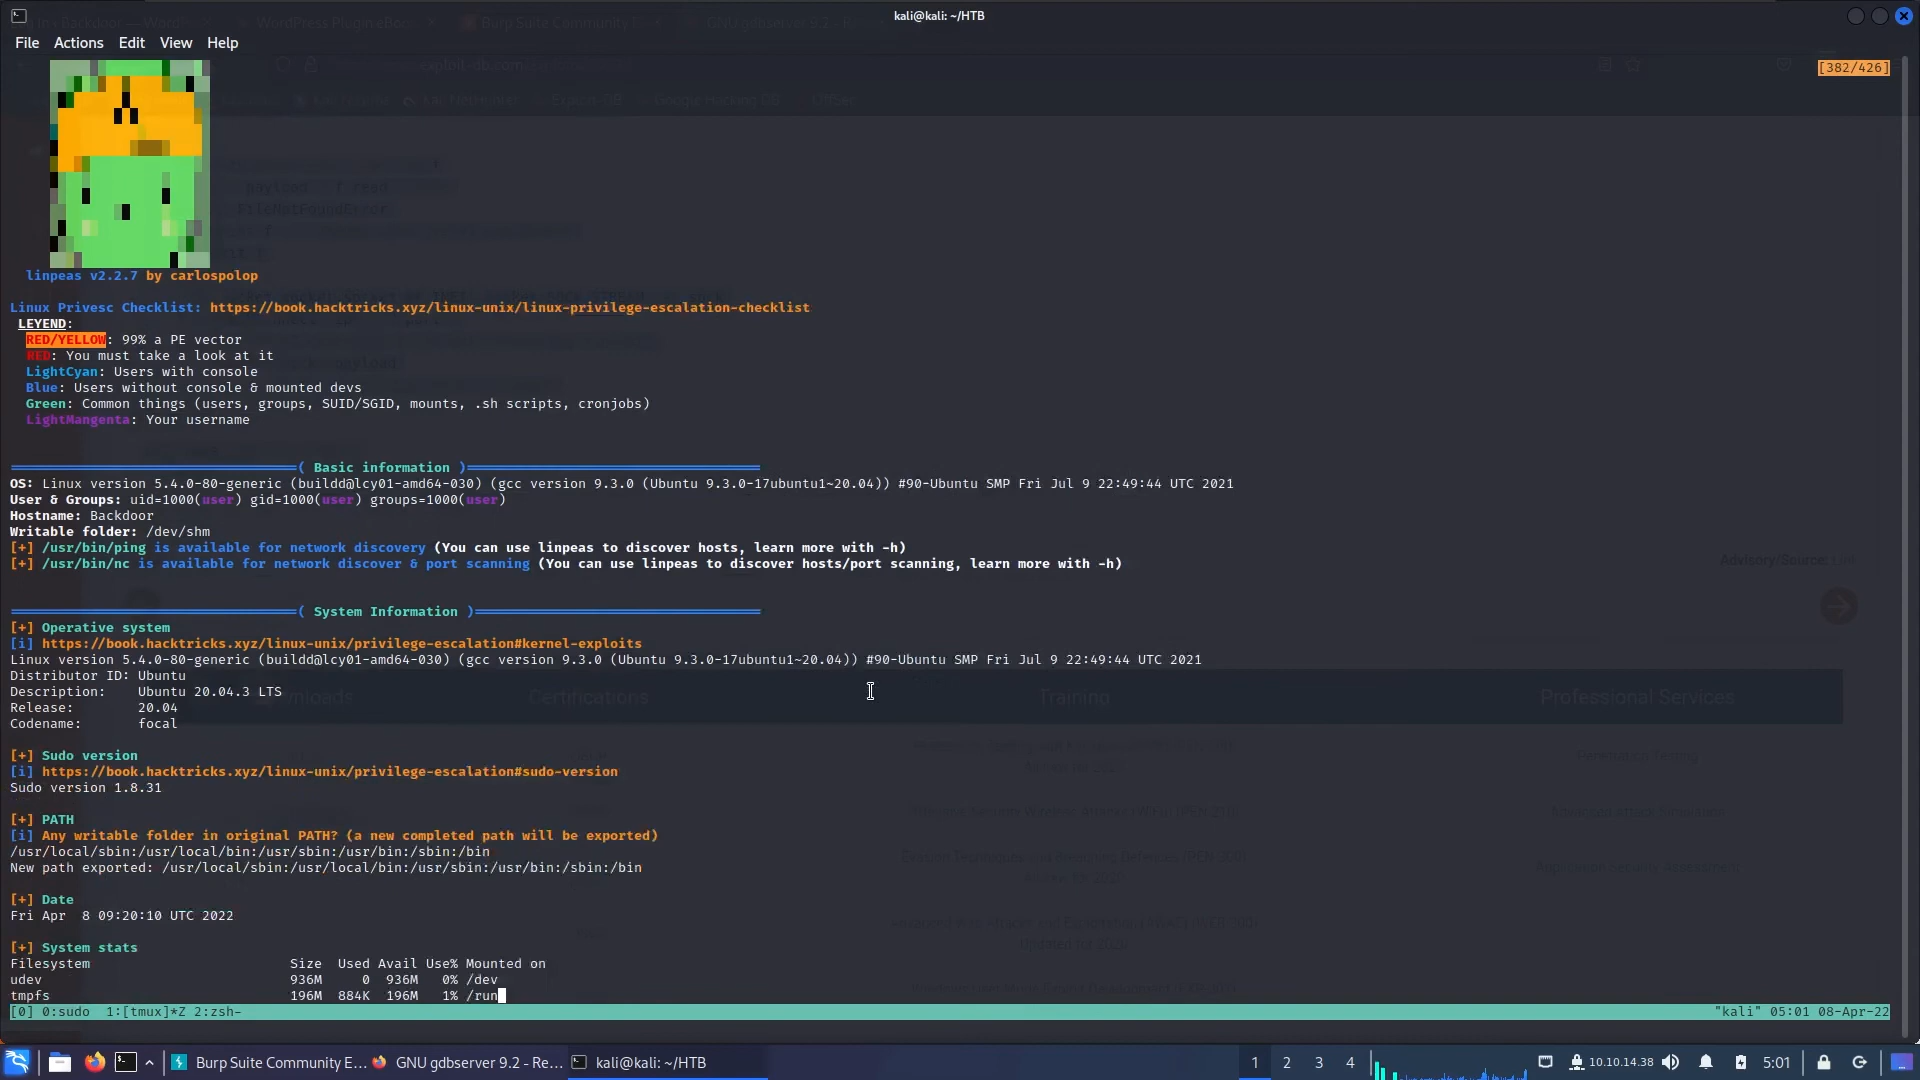 kali@kali: ~/HTB
File Actions Edit View Help
[382/426]
linpeas v2.2.7 by carlospolop
Linux Privesc Checklist: https://book.hacktricks.xyz/linux-unix/linux-privilege-escalation-checklist
LEYEND:
RED/YELLOW: 99% a PE vector
RED: You must take a look at it
LightCyan: Users with console
Blue: Users without console & mounted devs
Green: Common things (users, groups, SUID/SGID, mounts, .sh scripts, cronjobs)
LightMangenta: Your username
( Basic information )
OS: Linux version 5.4.0-80-generic (buildd@lcy01-amd64-030) (gcc version 9.3.0 (Ubuntu 9.3.0-17ubuntu1~20.04)) #90-Ubuntu SMP Fri Jul 9 22:49:44 UTC 2021
User & Groups: uid=1000(user) gid=1000(user) groups=1000(user)
Hostname: Backdoor
Writable folder: /dev/shm
[+] /usr/bin/ping is available for network discovery (You can use linpeas to discover hosts, learn more with -h)
[+] /usr/bin/nc is available for network discover & port scanning (You can use linpeas to discover hosts/port scanning, learn more with -h)
Advisory/Source: Link
( System Information )
[+] Operative system
[i] https://book.hacktricks.xyz/linux-unix/privilege-escalation#kernel-exploits
Linux version 5.4.0-80-generic (buildd@lcy01-amd64-030) (gcc version 9.3.0 (Ubuntu 9.3.0-17ubuntu1~20.04)) #90-Ubuntu SMP Fri Jul 9 22:49:44 UTC 2021
Distributor ID: Ubuntu
Description: Ubuntu 20.04.3 LTS
Certifications Training Professional Services
Release: 20.04
Codename: focal
[+] Sudo version
[i] https://book.hacktricks.xyz/linux-unix/privilege-escalation#sudo-version
Sudo version 1.8.31
[+] PATH
[i] Any writable folder in original PATH? (a new completed path will be exported)
/usr/local/sbin:/usr/local/bin:/usr/sbin:/usr/bin:/sbin:/bin
New path exported: /usr/local/sbin:/usr/local/bin:/usr/sbin:/usr/bin:/sbin:/bin
[+] Date
Fri Apr  8 09:20:10 UTC 2022
[+] System stats
Filesystem Size Used Avail Use% Mounted on
udev 936M 0 936M 0% /dev
tmpfs 196M 884K 196M 1% /run
[0] 0:sudo 1:[tmux]*Z 2:zsh- "kali" 05:01 08-Apr-22
Burp Suite Community E... GNU gdbserver 9.2 - Re... kali@kali: ~/HTB 1 2 3 4 10.10.14.38 5:01